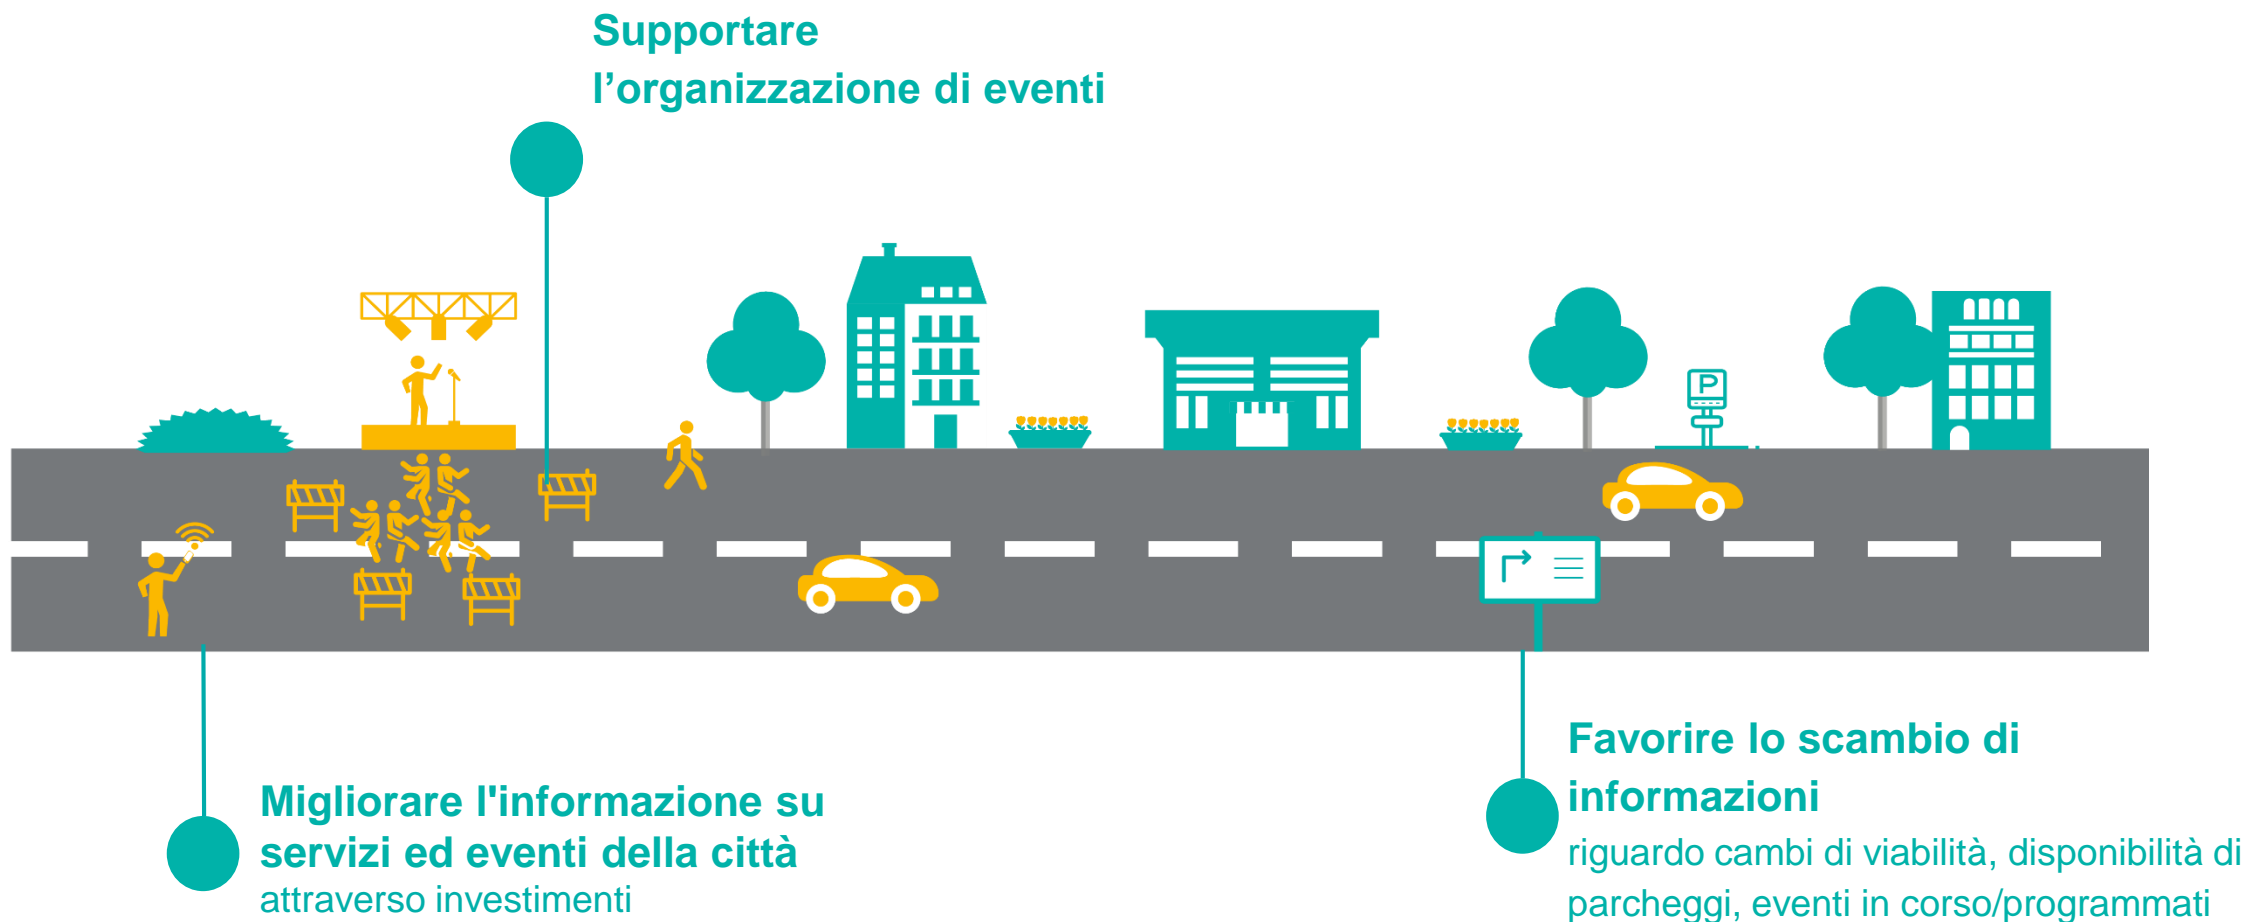 Supportare
l’organizzazione di eventi
P
Migliorare l'informazione su
servizi ed eventi della città
attraverso investimenti
Favorire lo scambio di
informazioni
riguardo cambi di viabilità, disponibilità di
parcheggi, eventi in corso/programmati